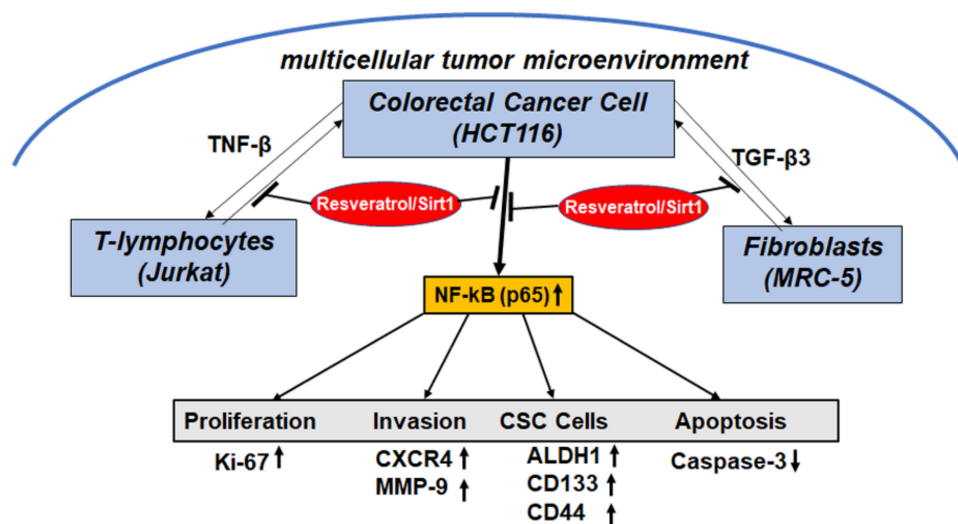 multicellular tumor microenvironment
Colorectal Cancer Cell
(HCT116)
TNF-β
TGF-β3
Resveratrol/Sirt1
Resveratrol/Sirt1
T-lymphocytes
(Jurkat)
Fibroblasts
(MRC-5)
NF-kB (p65)↑
Proliferation Invasion CSC Cells Apoptosis
Ki-67↑ CXCR4↑ ALDH1↑ Caspase-3↓
MMP-9↑ CD133↑
CD44↑